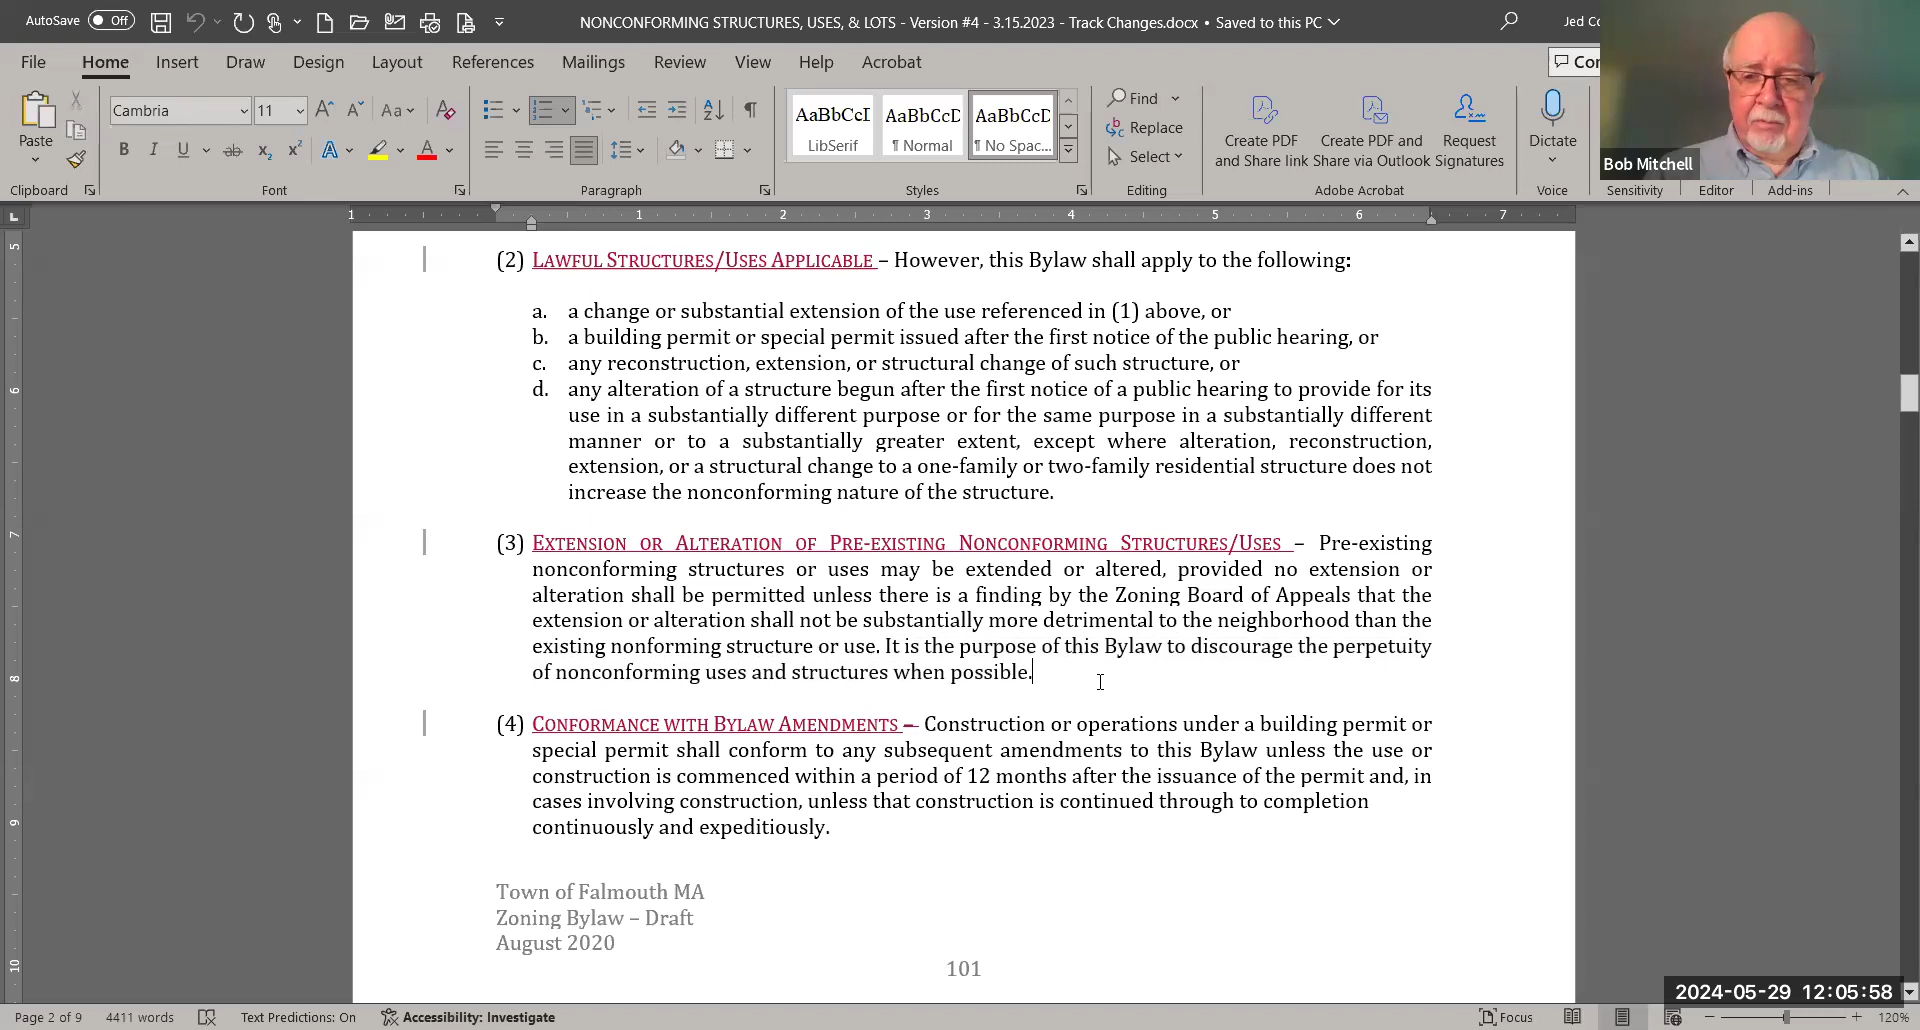 AutoSave Off NONCONFORMING STRUCTURES, USES, & LOTS - Version #4 - 3.15.2023 - Track Changes.docx • Saved to this PC
File Home Insert Draw Design Layout References Mailings Review View Help Acrobat
Paste
Clipboard
Cambria 11
Font
Paragraph
AaBbCcI AaBbCcD AaBbCcD
LibSerif ¶ Normal ¶ No Spac...
Styles
Find
Replace
Select
Editing
Create PDF and Share link
Create PDF and Share via Outlook
Request Signatures
Adobe Acrobat
Dictate
Voice
Sensitivity
Editor
Add-ins
Bob Mitchell
1 1 2 3 4 5 6 7
5
6
7
8
9
10
(2) LAWFUL STRUCTURES/USES APPLICABLE – However, this Bylaw shall apply to the following:
a. a change or substantial extension of the use referenced in (1) above, or
b. a building permit or special permit issued after the first notice of the public hearing, or
c. any reconstruction, extension, or structural change of such structure, or
d. any alteration of a structure begun after the first notice of a public hearing to provide for its
use in a substantially different purpose or for the same purpose in a substantially different
manner or to a substantially greater extent, except where alteration, reconstruction,
extension, or a structural change to a one-family or two-family residential structure does not
increase the nonconforming nature of the structure.
(3) EXTENSION OR ALTERATION OF PRE-EXISTING NONCONFORMING STRUCTURES/USES – Pre-existing
nonconforming structures or uses may be extended or altered, provided no extension or
alteration shall be permitted unless there is a finding by the Zoning Board of Appeals that the
extension or alteration shall not be substantially more detrimental to the neighborhood than the
existing nonforming structure or use. It is the purpose of this Bylaw to discourage the perpetuity
of nonconforming uses and structures when possible.
(4) CONFORMANCE WITH BYLAW AMENDMENTS – Construction or operations under a building permit or
special permit shall conform to any subsequent amendments to this Bylaw unless the use or
construction is commenced within a period of 12 months after the issuance of the permit and, in
cases involving construction, unless that construction is continued through to completion
continuously and expeditiously.
Town of Falmouth MA
Zoning Bylaw – Draft
August 2020
101
2024-05-29 12:05:58
Page 2 of 9 4411 words Text Predictions: On Accessibility: Investigate Focus 120%